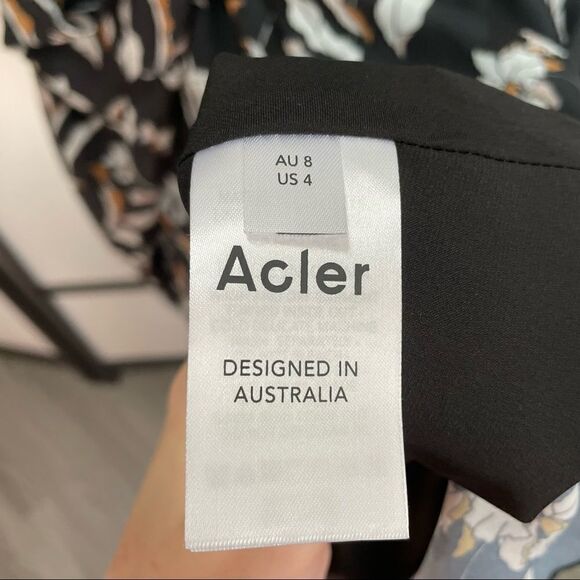 AU 8
US 4
Acler
DESIGNED IN
AUSTRALIA